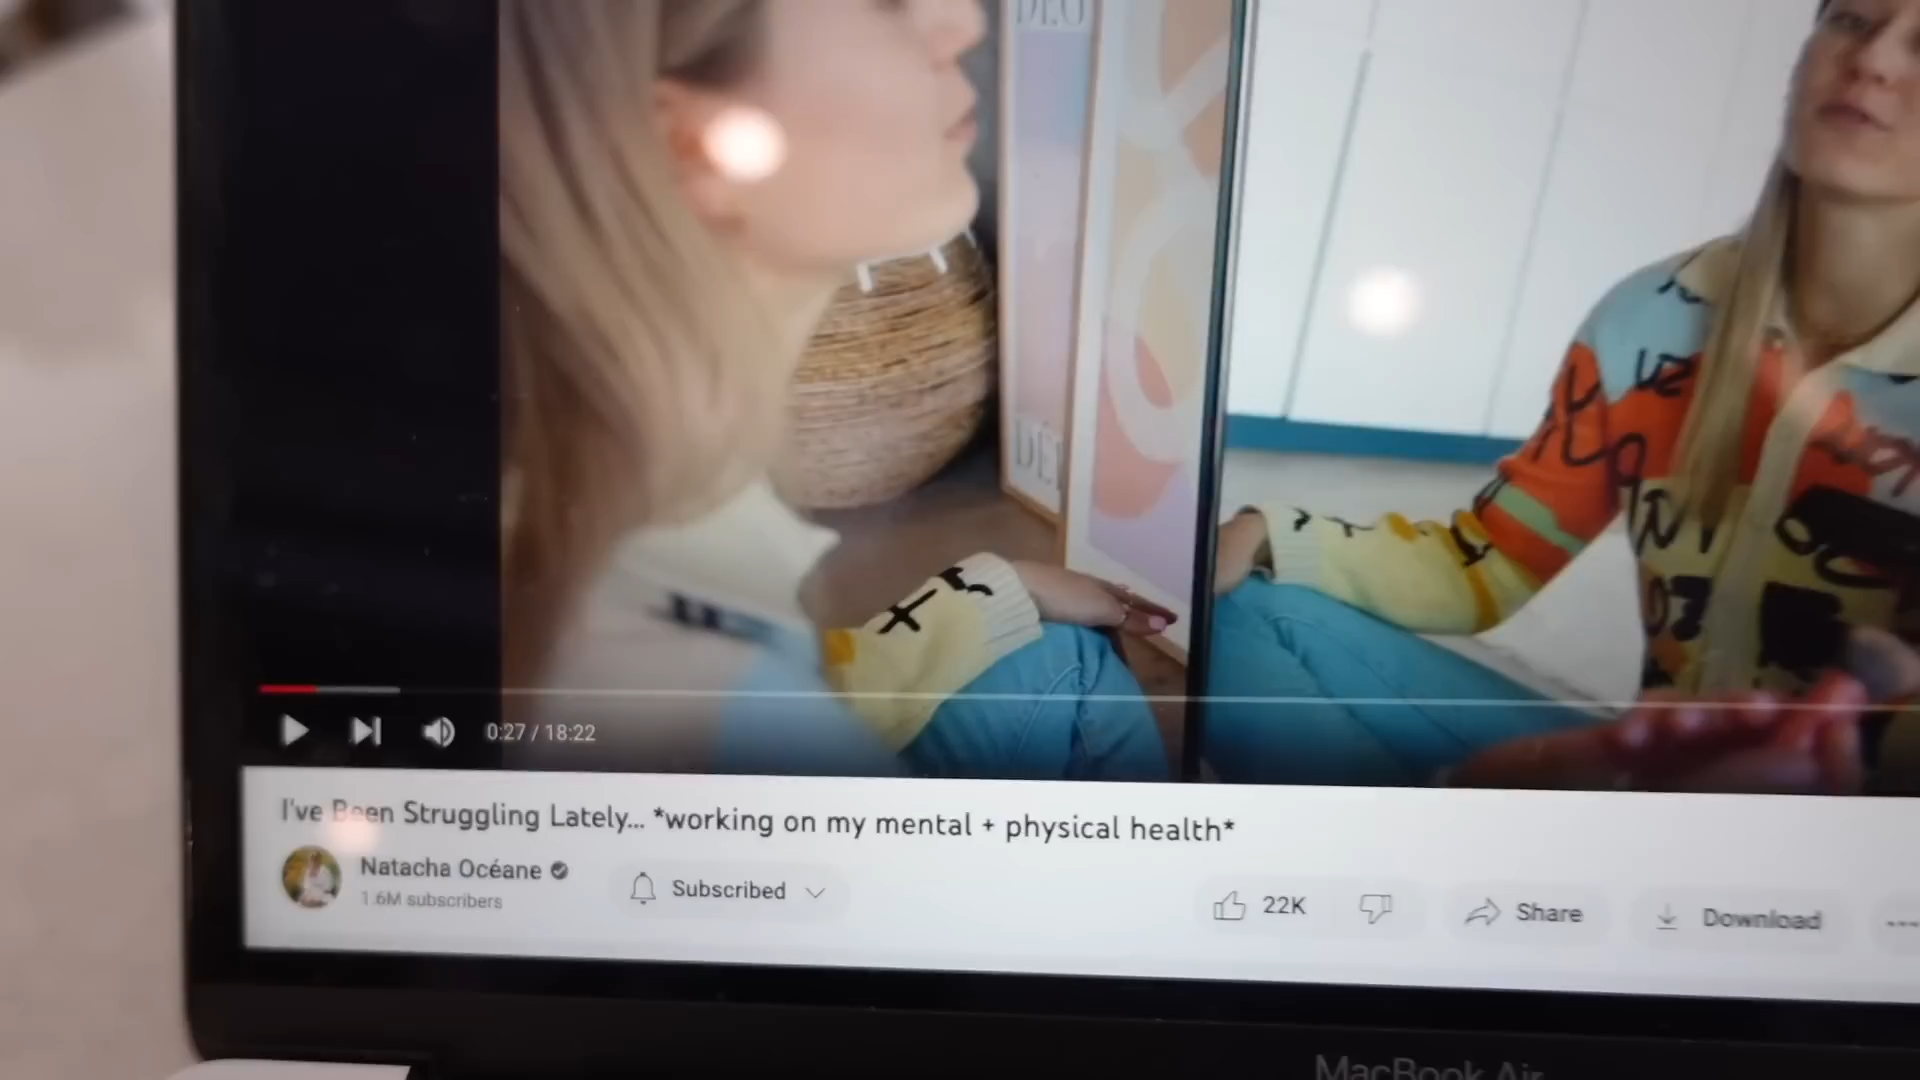 DEO
0:27 / 18:22
I've Been Struggling Lately... *working on my mental + physical health*
Natacha Océane
1.6M subscribers
Subscribed
22K
Share
Download
MacBook Air